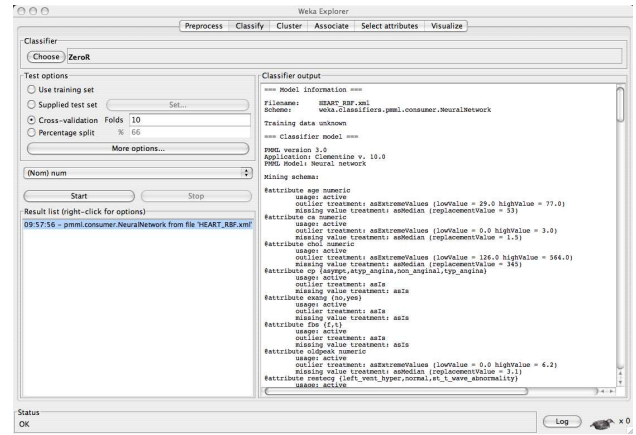 Weka Explorer
Preprocess Classify Cluster Associate Select attributes Visualize
Classifier
Choose ZeroR
Test options
Use training set
Supplied test set Set...
Cross-validation Folds 10
Percentage split % 66
More options...
(Nom) num
Start Stop
Result list (right-click for options)
09:57:56 - pmml.consumer.NeuralNetwork from file 'HEART_RBF.xml'
Classifier output
=== Model information ===
Filename: HEART_RBF.xml
Scheme: weka.classifiers.pmml.consumer.NeuralNetwork
Training data unknown
=== Classifier model ===
PMML version 3.0
Application: Clementine v. 10.0
PMML Model: Neural network
Mining schema:
@attribute age numeric
usage: active
outlier treatment: asExtremeValues (lowValue = 29.0 highValue = 77.0)
missing value treatment: asMedian (replacementValue = 53)
@attribute ca numeric
usage: active
outlier treatment: asExtremeValues (lowValue = 0.0 highValue = 3.0)
missing value treatment: asMedian (replacementValue = 1.5)
@attribute chol numeric
usage: active
outlier treatment: asExtremeValues (lowValue = 126.0 highValue = 564.0)
missing value treatment: asMedian (replacementValue = 345)
@attribute cp {asympt,atyp_angina,non_anginal,typ_angina}
usage: active
outlier treatment: asIs
missing value treatment: asIs
@attribute exang {no,yes}
usage: active
outlier treatment: asIs
missing value treatment: asIs
@attribute fbs {f,t}
usage: active
outlier treatment: asIs
missing value treatment: asIs
@attribute oldpeak numeric
usage: active
outlier treatment: asExtremeValues (lowValue = 0.0 highValue = 6.2)
missing value treatment: asMedian (replacementValue = 3.1)
@attribute restecg {left_vent_hyper,normal,st_t_wave_abnormality}
usage: active
Status
OK
Log
x 0